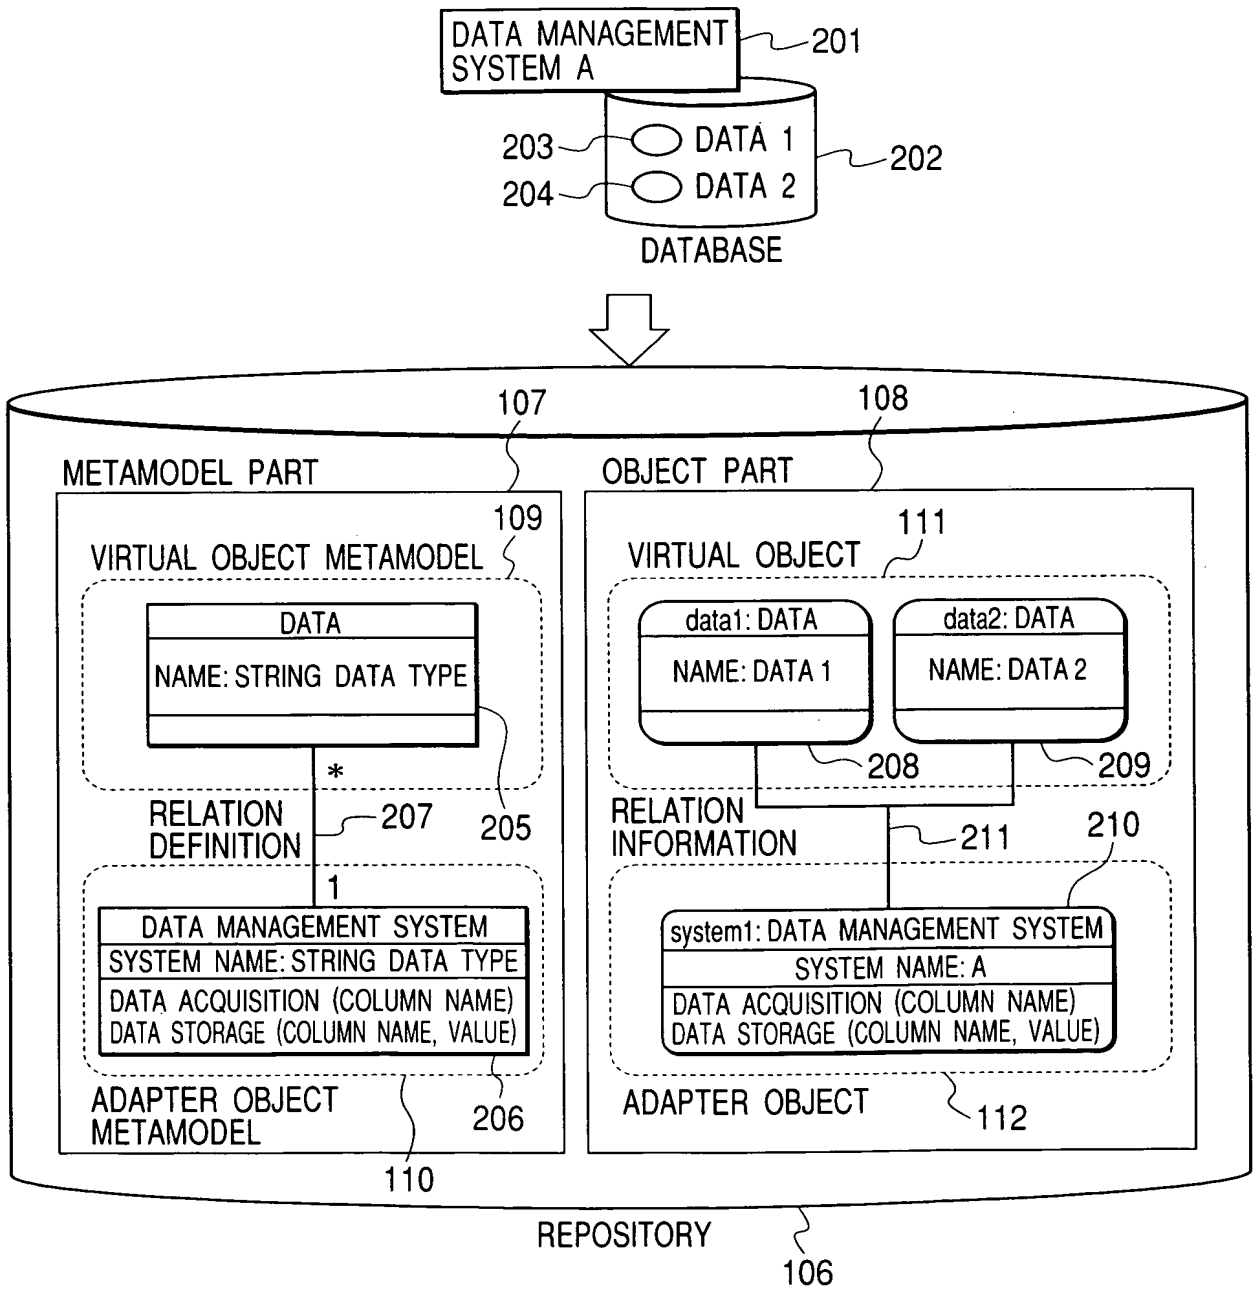 DATA MANAGEMENT
SYSTEM A
201
203
DATA 1
202
204
DATA 2
DATABASE
107
108
METAMODEL PART
OBJECT PART
109
VIRTUAL OBJECT METAMODEL
111
VIRTUAL OBJECT
DATA
NAME: STRING DATA TYPE
data1: DATA
NAME: DATA 1
data2: DATA
NAME: DATA 2
*
208
209
RELATION
DEFINITION
207
205
RELATION
INFORMATION
211
210
1
DATA MANAGEMENT SYSTEM
SYSTEM NAME: STRING DATA TYPE
DATA ACQUISITION (COLUMN NAME)
DATA STORAGE (COLUMN NAME, VALUE)
system1: DATA MANAGEMENT SYSTEM
SYSTEM NAME: A
DATA ACQUISITION (COLUMN NAME)
DATA STORAGE (COLUMN NAME, VALUE)
ADAPTER OBJECT
METAMODEL
206
110
ADAPTER OBJECT
112
REPOSITORY
106